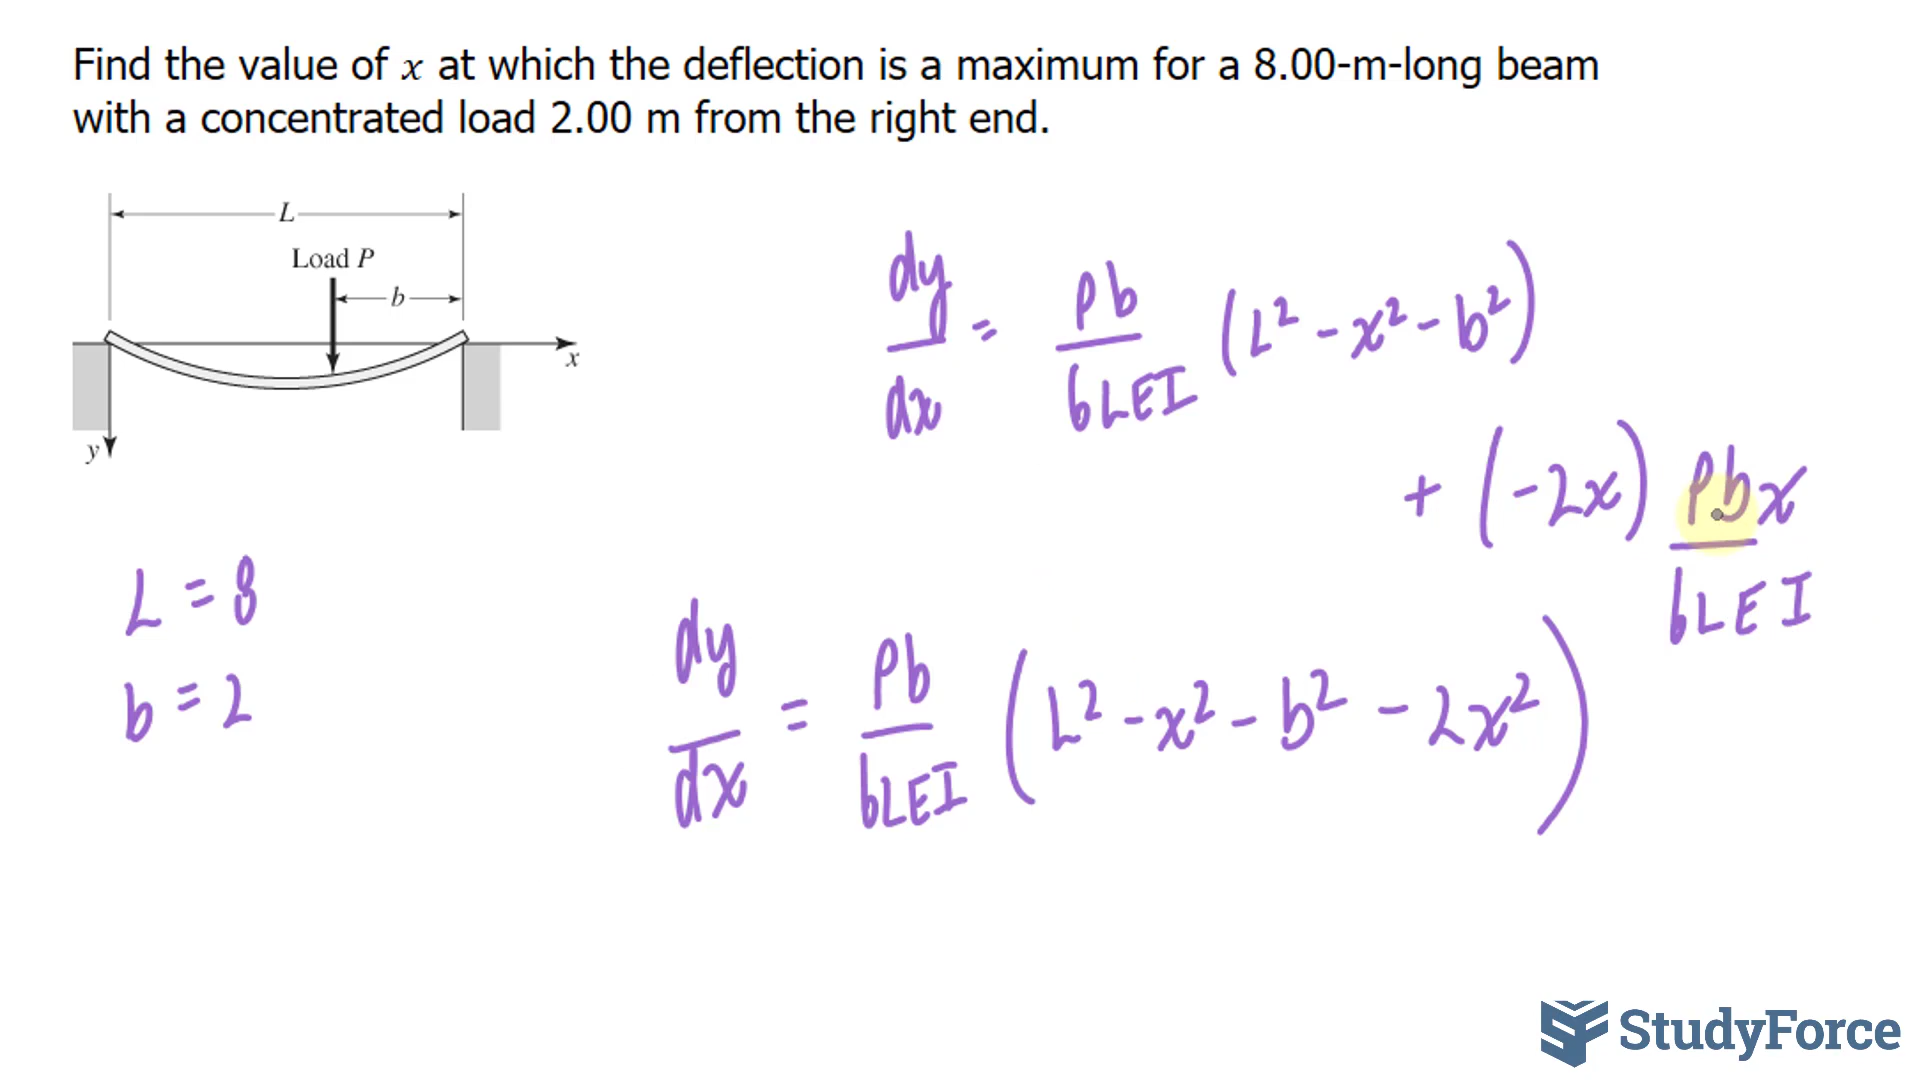 Find the value of x at which the deflection is a maximum for a 8.00-m-long beam
with a concentrated load 2.00 m from the right end.
L
Load P
b
x
y
dy/dx = Pb/6LEI (L² - x² - b²)
+ (-2x) Pbx/6LEI
L = 8
b = 2
dy/dx = Pb/6LEI (L² - x² - b² - 2x²)
StudyForce